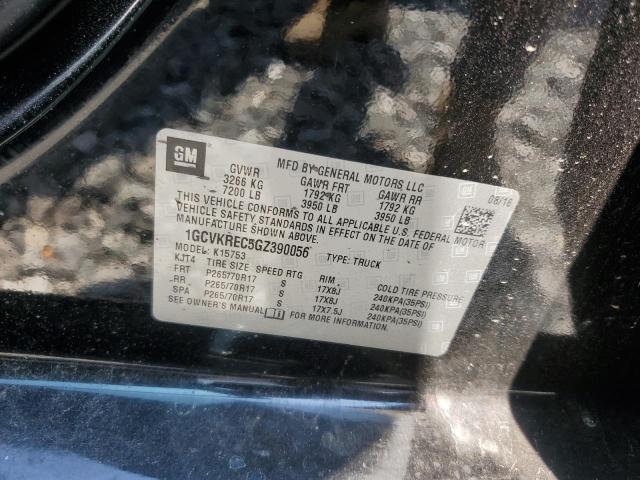 GM
MFD BY GENERAL MOTORS LLC
GVWR GAWR FRT GAWR RR
3266 KG 1792 KG 1792 KG
7200 LB 3950 LB 3950 LB
08/16
THIS VEHICLE CONFORMS TO ALL APPLICABLE U.S. FEDERAL MOTOR
VEHICLE SAFETY STANDARDS IN EFFECT ON THE DATE OF
MANUFACTURE SHOWN ABOVE.
1GCVKREC5GZ390056 TYPE: TRUCK
MODEL: K15753
KJT4 TIRE SIZE SPEED RTG RIM COLD TIRE PRESSURE
FRT P265/70R17 S 17X8J 240KPA(35PSI)
RR P265/70R17 S 17X8J 240KPA(35PSI)
SPA P265/70R17 S 17X7.5J 240KPA(35PSI)
SEE OWNER'S MANUAL FOR MORE INFORMATION.